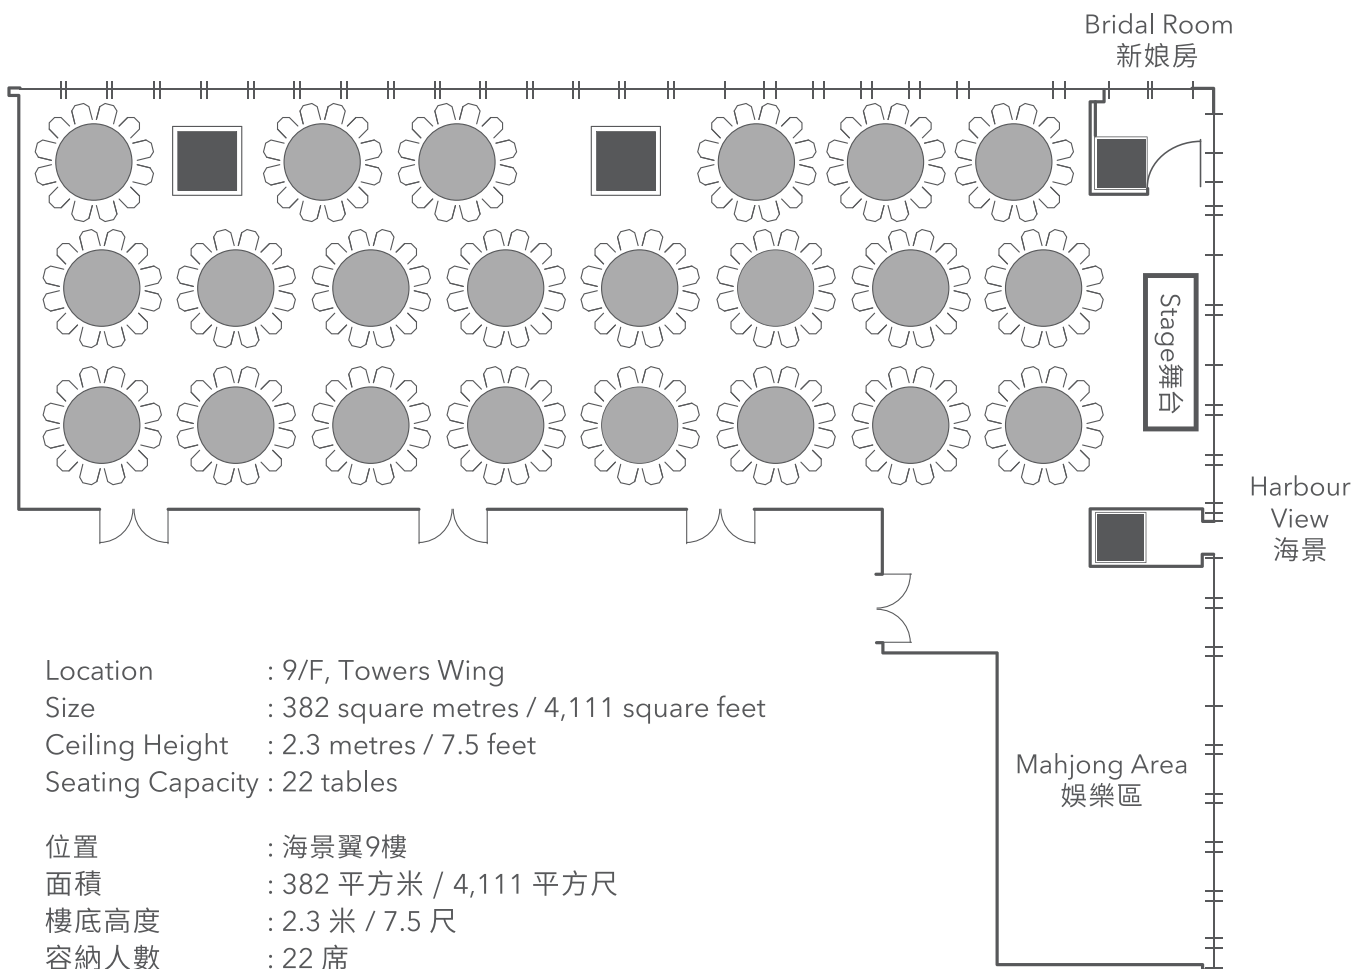 Bridal Room
新娘房
Stage舞台
Harbour
View
海景
Location : 9/F, Towers Wing
Size : 382 square metres / 4,111 square feet
Ceiling Height : 2.3 metres / 7.5 feet
Seating Capacity : 22 tables
Mahjong Area
娛樂區
位置 : 海景翼9樓
面積 : 382 平方米 / 4,111 平方尺
樓底高度 : 2.3 米 / 7.5 尺
容納人數 : 22 席